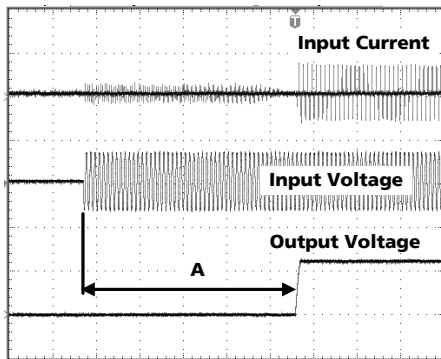 T
Input Current
Input Voltage
Output Voltage
A